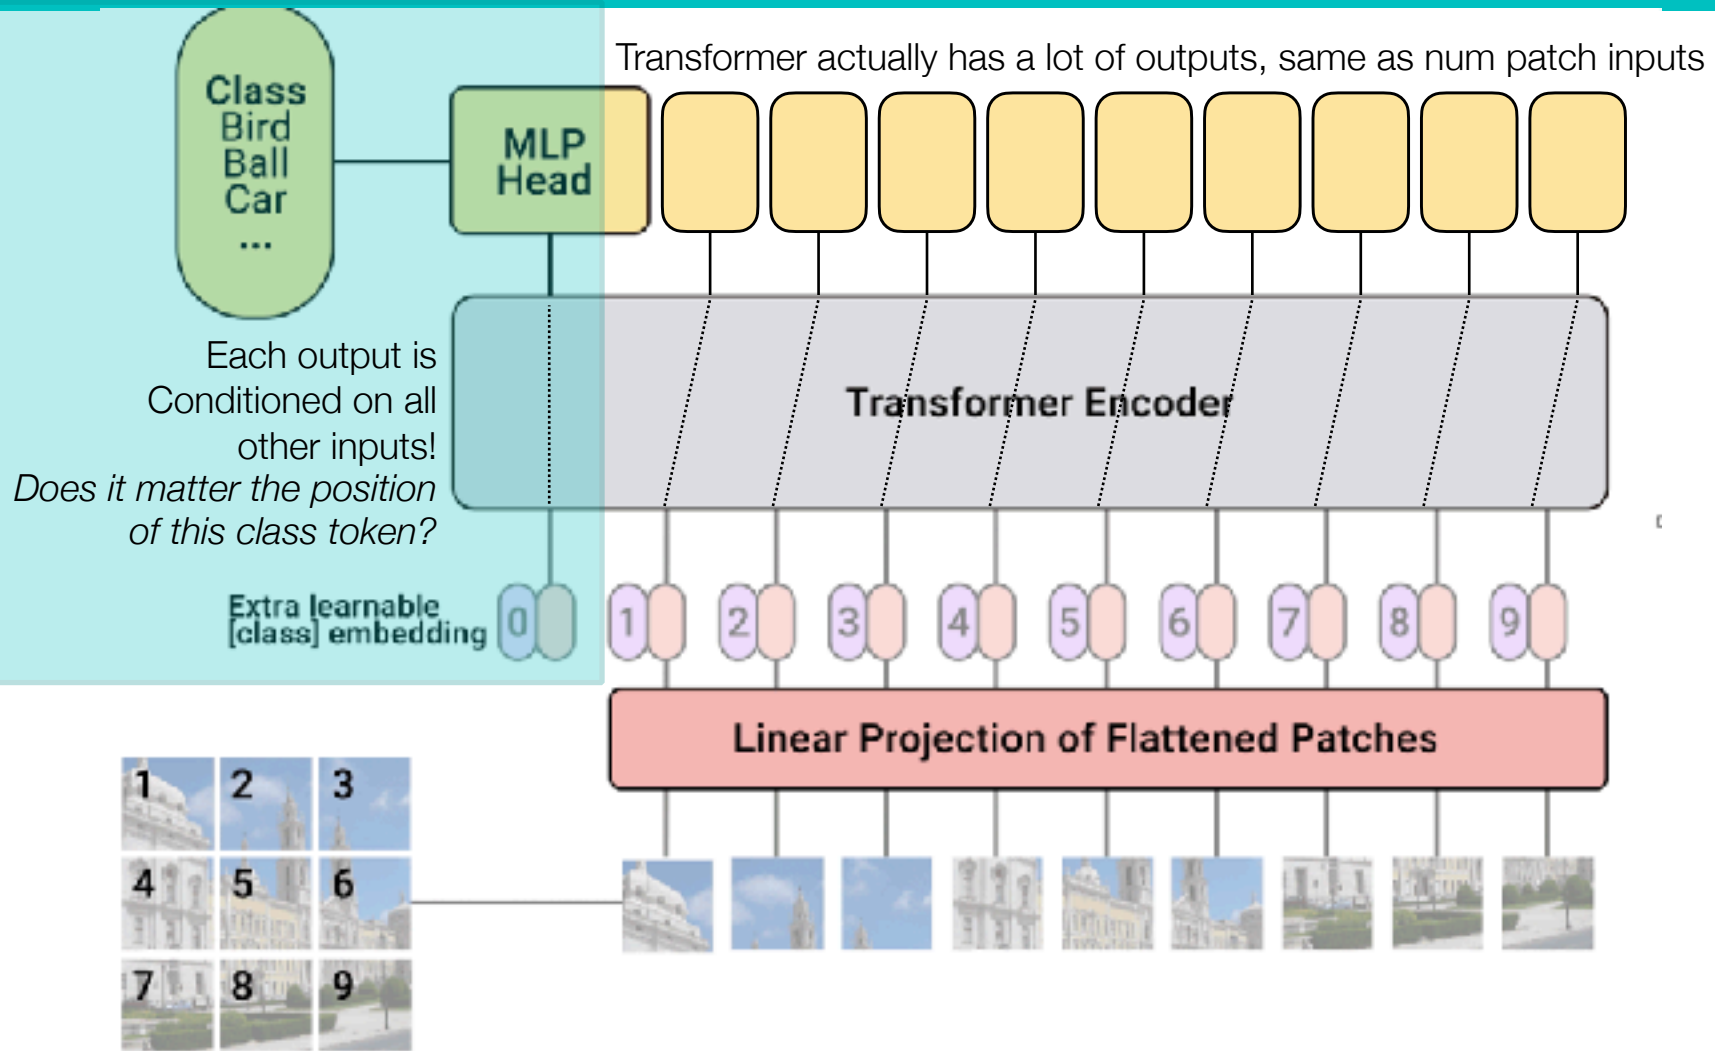 Transformer actually has a lot of outputs, same as num patch inputs
Class
Bird
Ball
Car
...
MLP
Head
Each output is
Conditioned on all
other inputs!
Does it matter the position
of this class token?
Transformer Encoder
Extra learnable
[class] embedding
0 1 2 3 4 5 6 7 8 9
Linear Projection of Flattened Patches
1 2 3
4 5 6
7 8 9